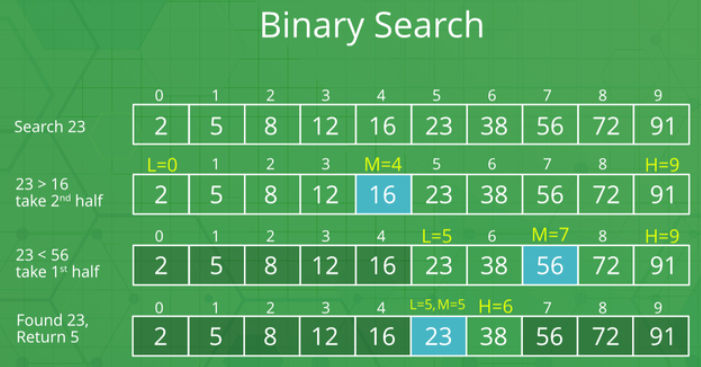 Binary Search
0 1 2 3 4 5 6 7 8 9
Search 23
2 5 8 12 16 23 38 56 72 91
L=0 1 2 3 M=4 5 6 7 8 H=9
23 > 16
take 2nd half
2 5 8 12 16 23 38 56 72 91
0 1 2 3 4 L=5 6 M=7 8 H=9
23 < 56
take 1st half
2 5 8 12 16 23 38 56 72 91
0 1 2 3 4 L=5,M=5 H=6 7 8 9
Found 23,
Return 5
2 5 8 12 16 23 38 56 72 91